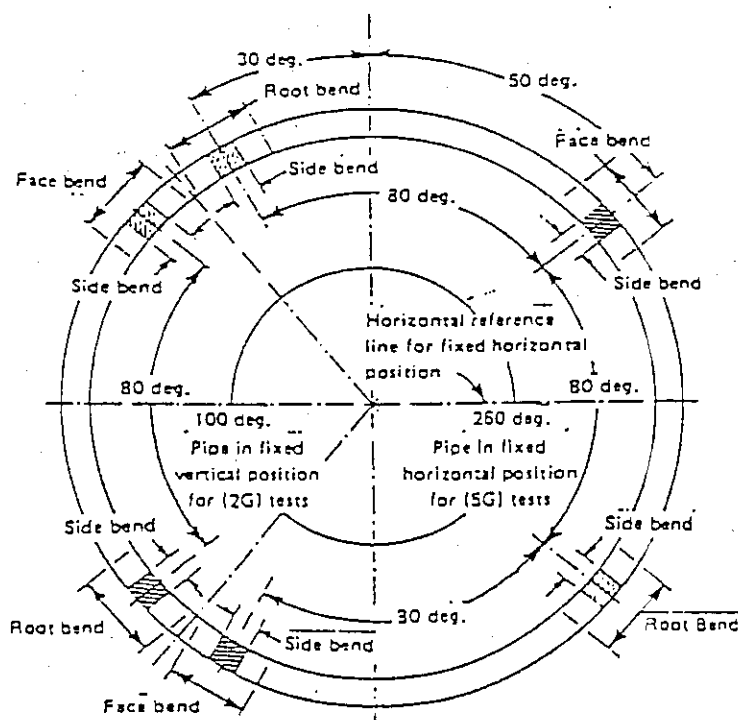 30 deg.
50 deg.
Root bend
Face bend
Face bend
Side bend
80 deg.
Side bend
Side bend
Horizontal reference
line for fixed horizontal
position
80 deg.
80 deg.
100 deg.
260 deg.
Pipe in fixed
vertical position
for (2G) tests
Pipe in fixed
horizontal position
for (5G) tests
Side bend
Side bend
30 deg.
Root bend
Side bend
Root Bend
Face bend